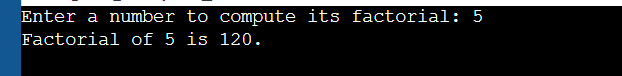 Enter a number to compute its factorial: 5
Factorial of 5 is 120.